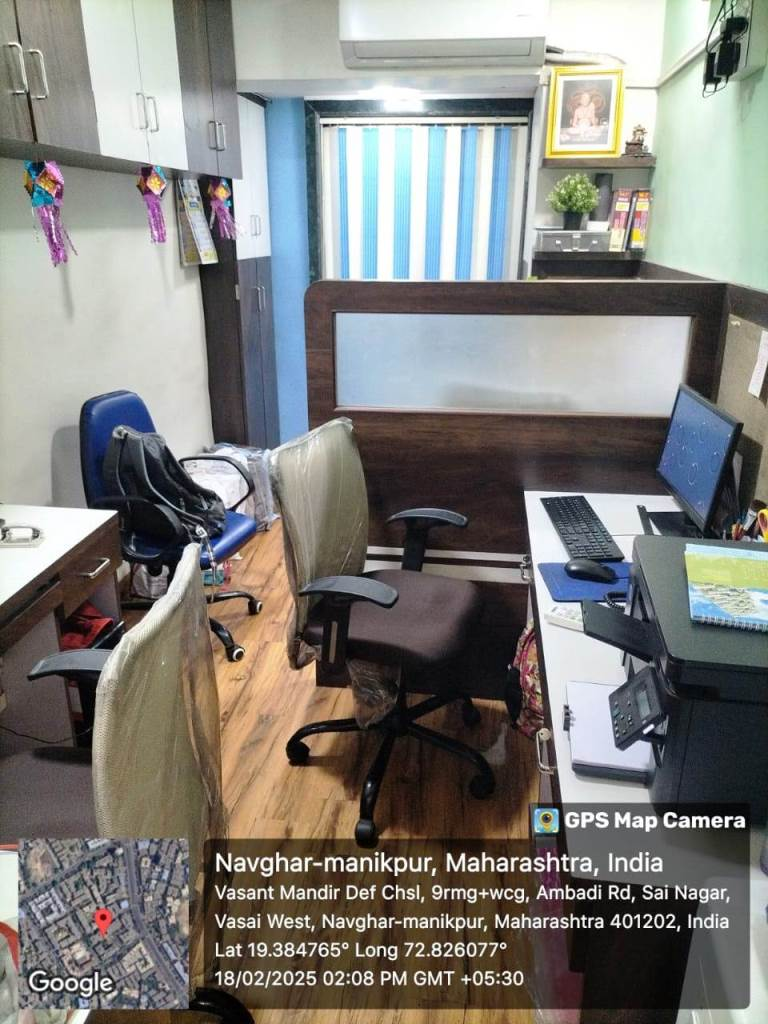 GPS Map Camera
Navghar-manikpur, Maharashtra, India
Vasant Mandir Def Chsl, 9rmg+wcg, Ambadi Rd, Sai Nagar,
Vasai West, Navghar-manikpur, Maharashtra 401202, India
Lat 19.384765° Long 72.826077°
18/02/2025 02:08 PM GMT +05:30
Google